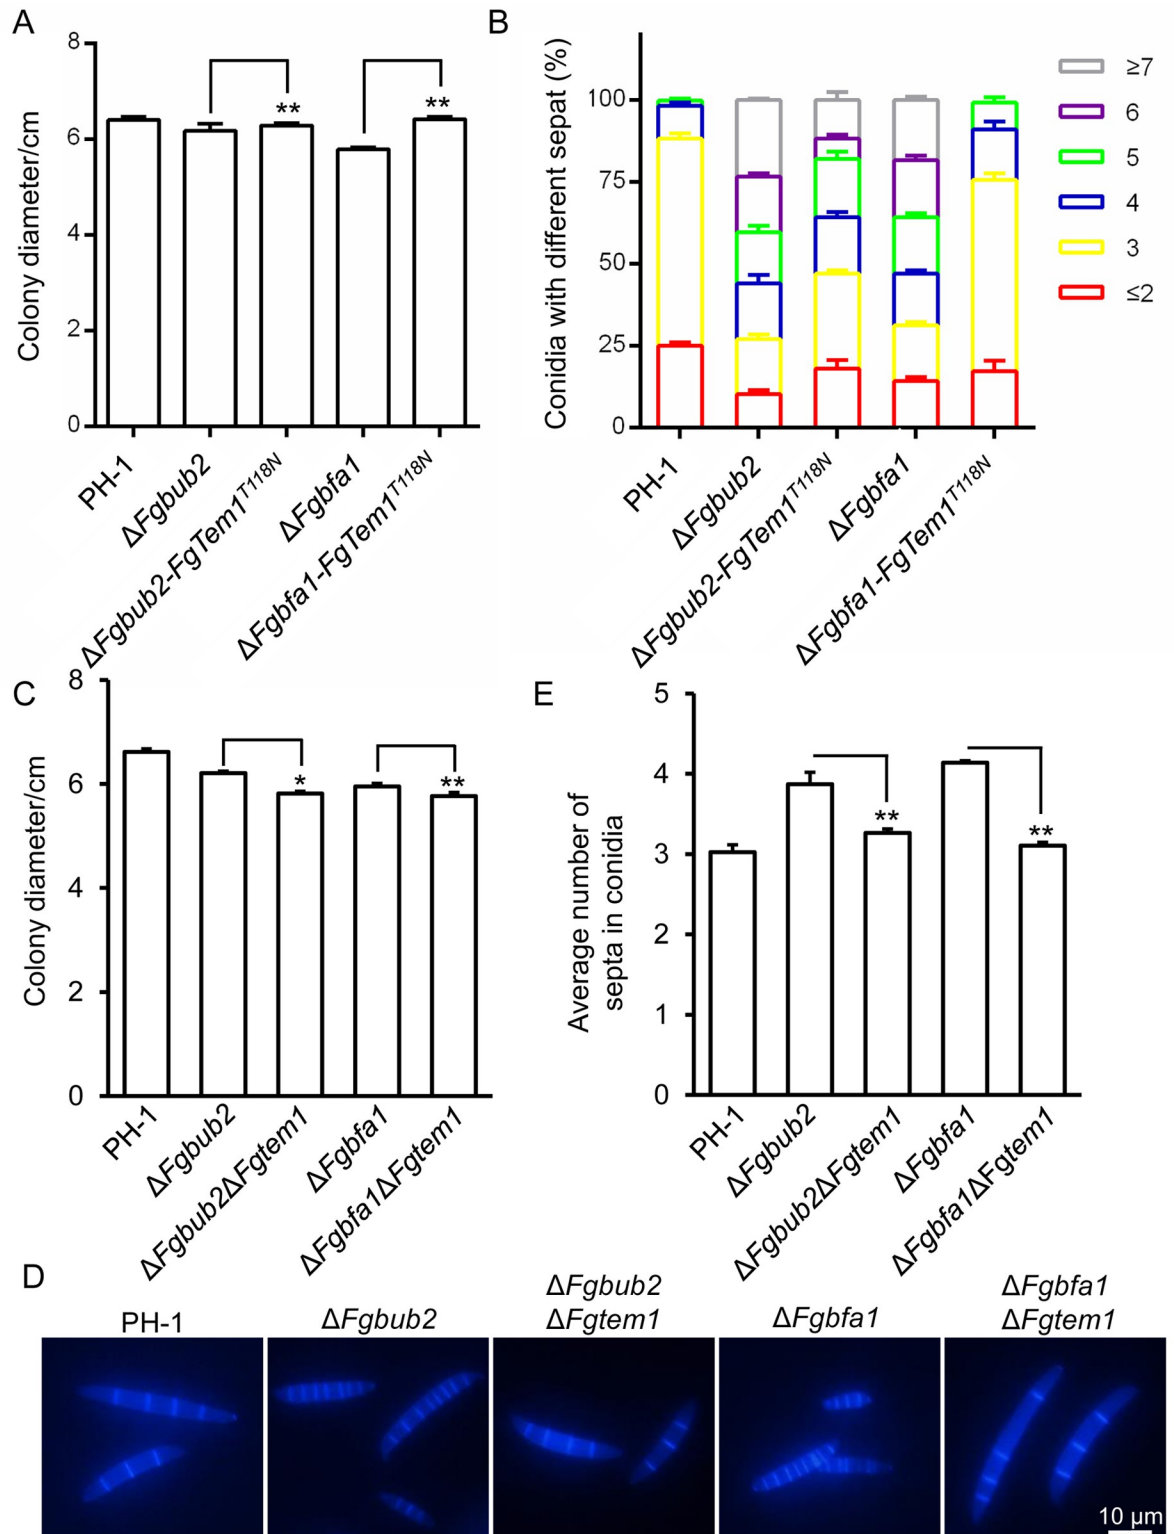 A
8
6
4
2
0
Colony diameter/cm
**
**
PH-1
ΔFgbub2
ΔFgbub2-FgTem1T118N
ΔFgbfa1
ΔFgbfa1-FgTem1T118N
B
100
75
50
25
0
Conidia with different septat (%)
≥7
6
5
4
3
≤2
PH-1
ΔFgbub2
ΔFgbub2-FgTem1T118N
ΔFgbfa1
ΔFgbfa1-FgTem1T118N
C
8
6
4
2
0
Colony diameter/cm
*
**
PH-1
ΔFgbub2
ΔFgbub2ΔFgtem1
ΔFgbfa1
ΔFgbfa1ΔFgtem1
E
5
4
3
2
1
0
Average number of
septa in conidia
**
**
PH-1
ΔFgbub2
ΔFgbub2ΔFgtem1
ΔFgbfa1
ΔFgbfa1ΔFgtem1
D
PH-1
ΔFgbub2
ΔFgbub2
ΔFgtem1
ΔFgbfa1
ΔFgbfa1
ΔFgtem1
10 μm